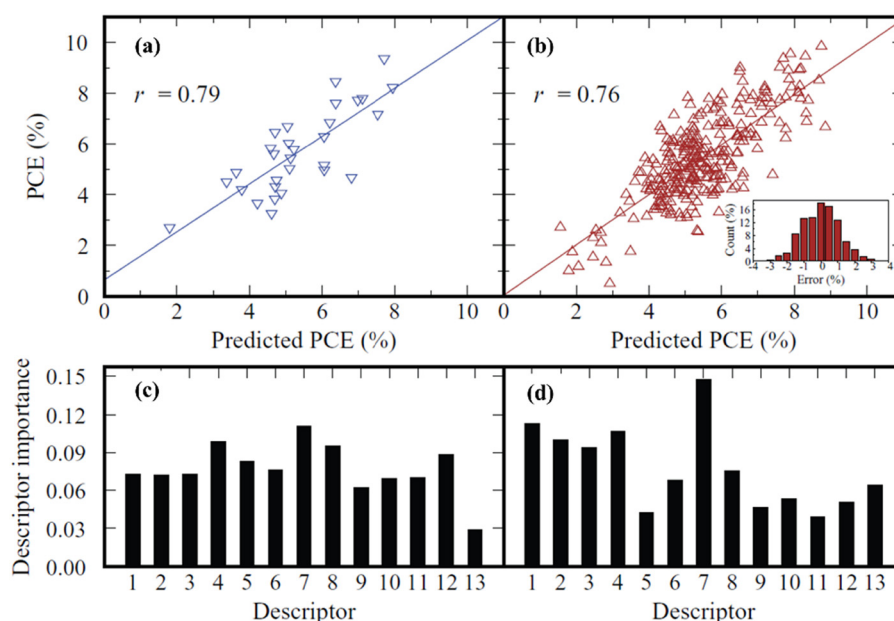 (a)
r = 0.79
PCE (%)
10
8
6
4
2
0
0 2 4 6 8 10
Predicted PCE (%)
(b)
r = 0.76
Count (%)
16
12
8
4
0
-4 -3 -2 -1 0 1 2 3 4
Error (%)
0 2 4 6 8 10
Predicted PCE (%)
(c)
Descriptor importance
0.15
0.12
0.09
0.06
0.03
0.00
1 2 3 4 5 6 7 8 9 10 11 12 13
Descriptor
(d)
1 2 3 4 5 6 7 8 9 10 11 12 13
Descriptor